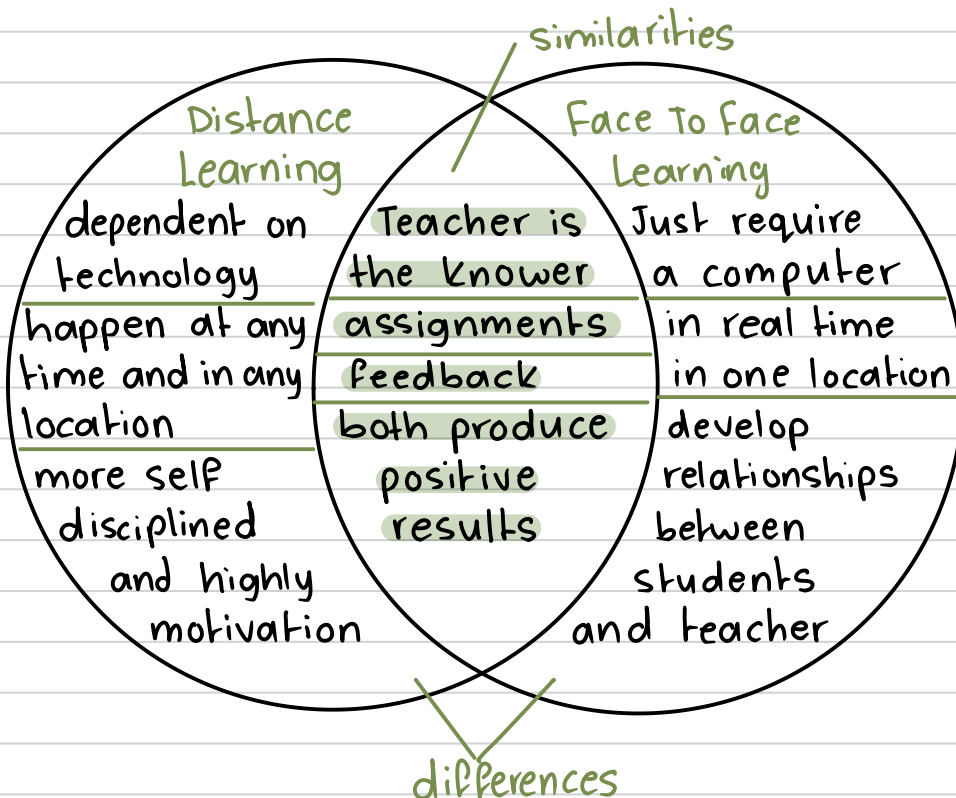 similarities
Distance
Learning
dependent on
technology
happen at any
time and in any
location
more self
disciplined
and highly
motivation
Teacher is
the knower
assignments
feedback
both produce
positive
results
Face To Face
Learning
Just require
a computer
in real time
in one location
develop
relationships
between
students
and teacher
differences